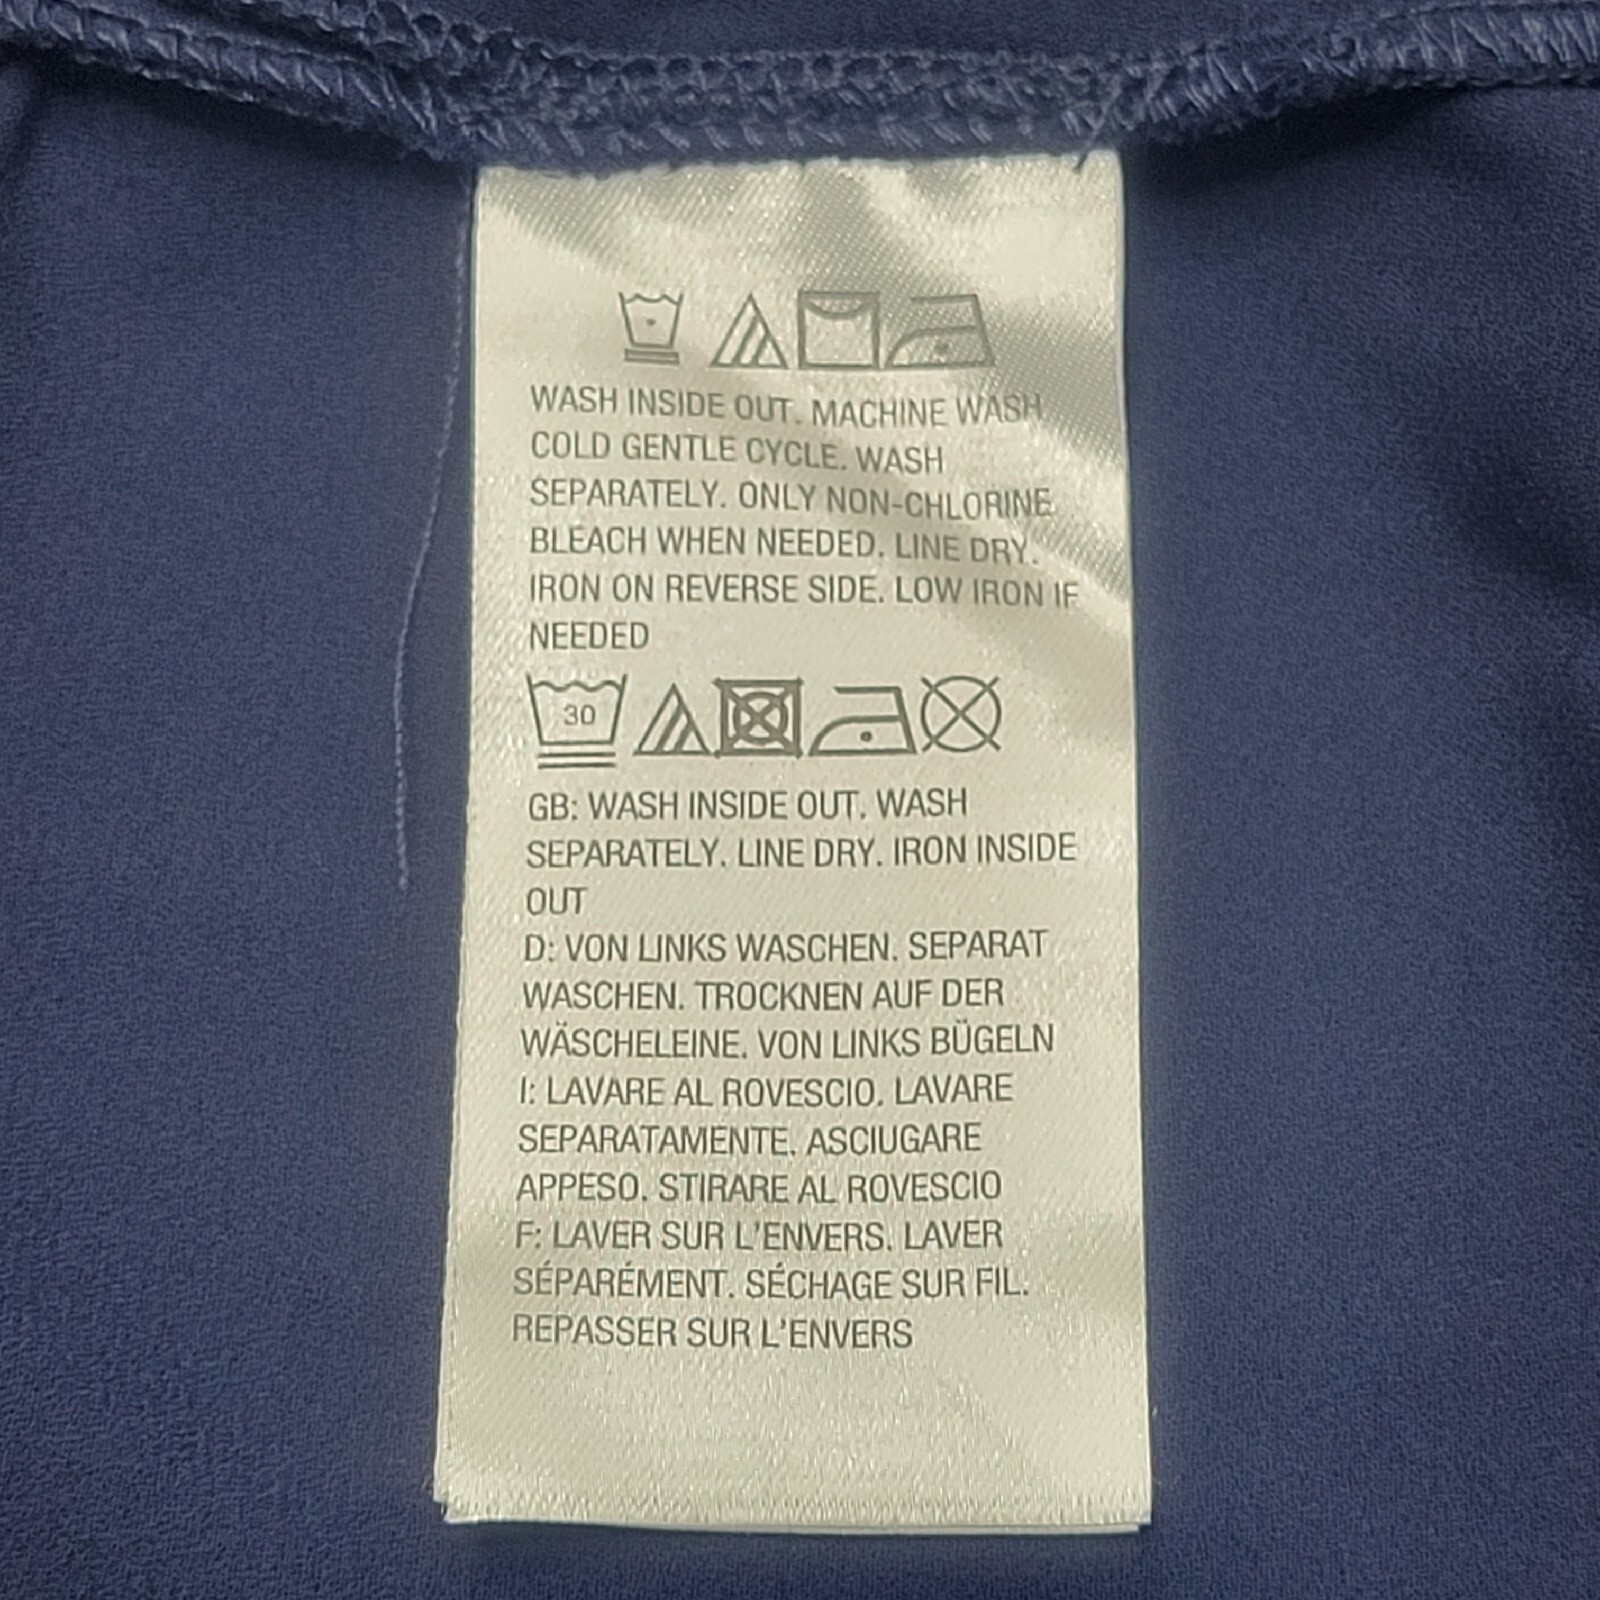 WASH INSIDE OUT. MACHINE WASH
COLD GENTLE CYCLE. WASH
SEPARATELY. ONLY NON-CHLORINE
BLEACH WHEN NEEDED. LINE DRY.
IRON ON REVERSE SIDE. LOW IRON IF
NEEDED
30
GB: WASH INSIDE OUT. WASH
SEPARATELY. LINE DRY. IRON INSIDE
OUT
D: VON LINKS WASCHEN. SEPARAT
WASCHEN. TROCKNEN AUF DER
WÄSCHELEINE. VON LINKS BÜGELN
I: LAVARE AL ROVESCIO. LAVARE
SEPARATAMENTE. ASCIUGARE
APPESO. STIRARE AL ROVESCIO
F: LAVER SUR L'ENVERS. LAVER
SÉPARÉMENT. SÉCHAGE SUR FIL.
REPASSER SUR L'ENVERS